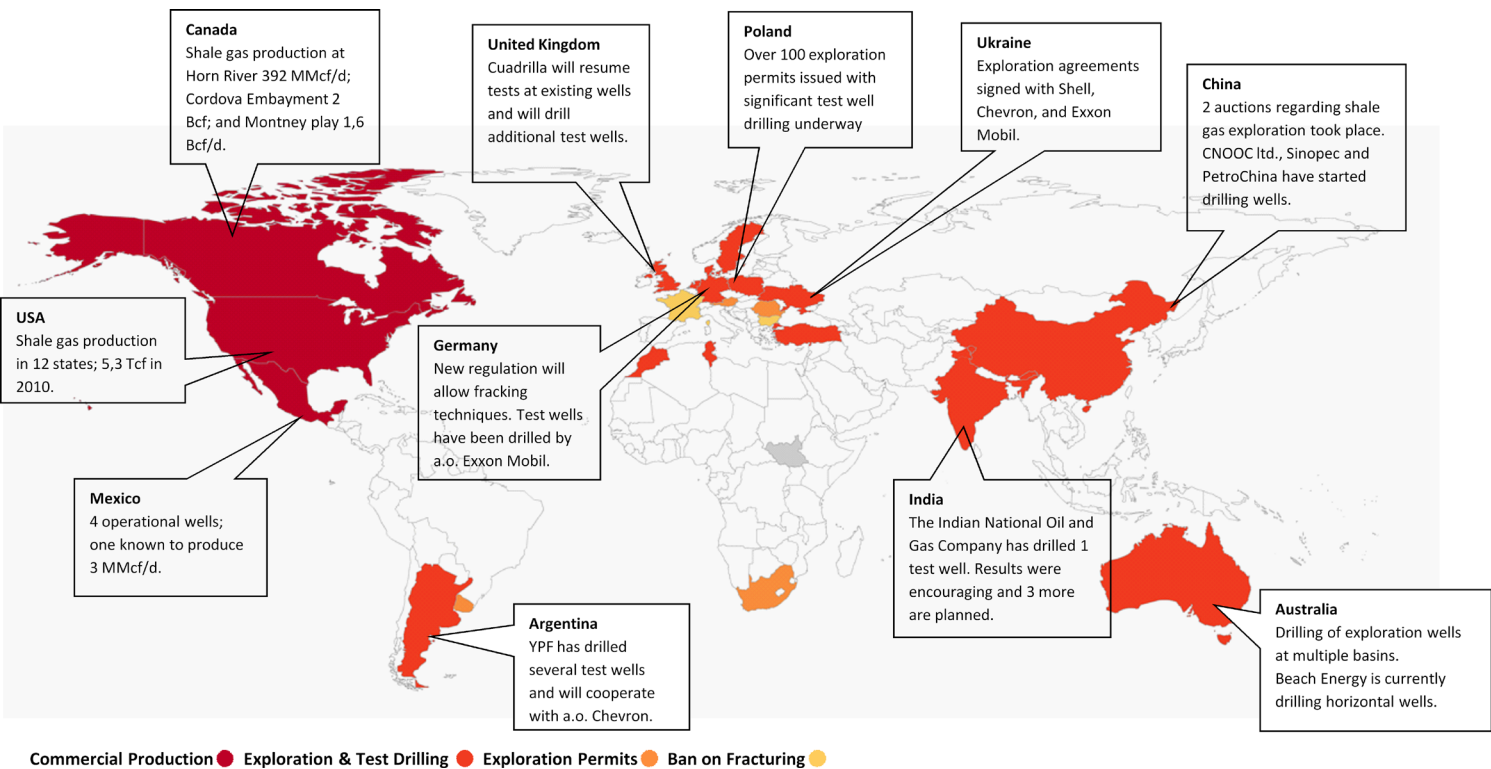 Canada
Shale gas production at
Horn River 392 MMcf/d;
Cordova Embayment 2
Bcf; and Montney play 1,6
Bcf/d.
United Kingdom
Cuadrilla will resume
tests at existing wells
and will drill
additional test wells.
Poland
Over 100 exploration
permits issued with
significant test well
drilling underway
Ukraine
Exploration agreements
signed with Shell,
Chevron, and Exxon
Mobil.
China
2 auctions regarding shale
gas exploration took place.
CNOOC ltd., Sinopec and
PetroChina have started
drilling wells.
USA
Shale gas production
in 12 states; 5,3 Tcf in
2010.
Germany
New regulation will
allow fracking
techniques. Test wells
have been drilled by
a.o. Exxon Mobil.
Mexico
4 operational wells;
one known to produce
3 MMcf/d.
India
The Indian National Oil and
Gas Company has drilled 1
test well. Results were
encouraging and 3 more
are planned.
Argentina
YPF has drilled
several test wells
and will cooperate
with a.o. Chevron.
Australia
Drilling of exploration wells
at multiple basins.
Beach Energy is currently
drilling horizontal wells.
Commercial Production Exploration & Test Drilling Exploration Permits Ban on Fracturing